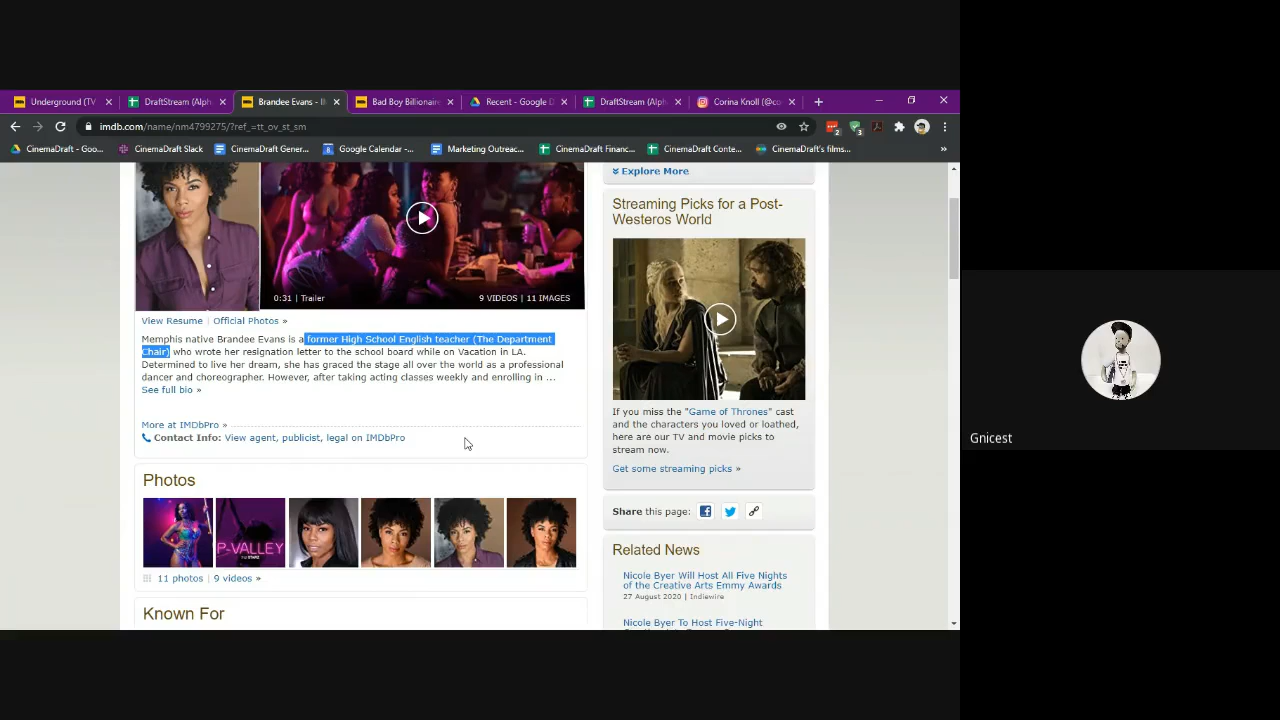 Underground (TV
DraftStream (Alph
Brandee Evans - I
Bad Boy Billionaire
Recent - Google D
DraftStream (Alph
Corina Knoll (@co
imdb.com/name/nm4799275/?ref_=tt_ov_st_sm
2
3
CinemaDraft - Goo...
CinemaDraft Slack
CinemaDraft Gener...
Google Calendar -...
Marketing Outreac...
CinemaDraft Financ...
CinemaDraft Conte...
CinemaDraft's films...
»
Explore More
Streaming Picks for a Post-
Westeros World
0:31 | Trailer
9 VIDEOS | 11 IMAGES
View Resume | Official Photos »
Memphis native Brandee Evans is a former High School English teacher (The Department
Chair) who wrote her resignation letter to the school board while on Vacation in LA.
Determined to live her dream, she has graced the stage all over the world as a professional
dancer and choreographer. However, after taking acting classes weekly and enrolling in ...
See full bio »
More at IMDbPro »
Contact Info: View agent, publicist, legal on IMDbPro
If you miss the "Game of Thrones" cast
and the characters you loved or loathed,
here are our TV and movie picks to
stream now.
Get some streaming picks »
Photos
P-VALLEY
11 photos | 9 videos »
Known For
Share this page:
Related News
Nicole Byer Will Host All Five Nights
of the Creative Arts Emmy Awards
27 August 2020 | Indiewire
Nicole Byer To Host Five-Night
Gnicest